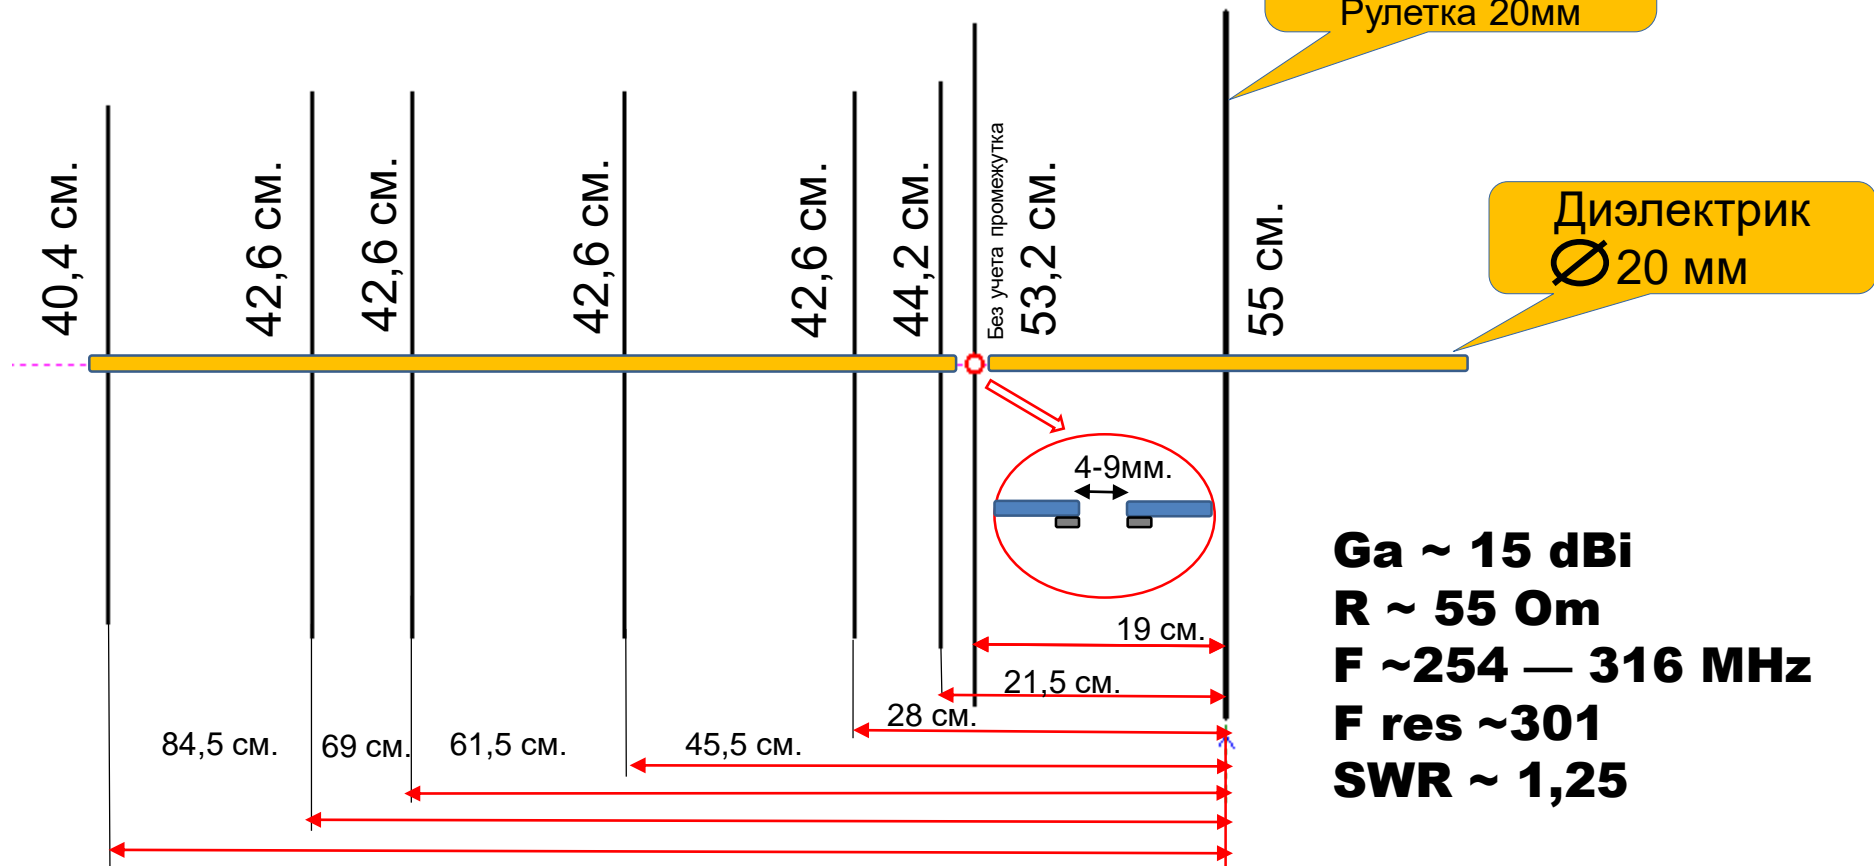 Рулетка 20мм
40,4 см.
42,6 см.
42,6 см.
42,6 см.
42,6 см.
44,2 см.
Без учета промежутка
53,2 см.
55 см.
Диэлектрик
Ø 20 мм
4-9мм.
19 см.
21,5 см.
28 см.
84,5 см.
69 см.
61,5 см.
45,5 см.
Ga ~ 15 dBi
R ~ 55 Om
F ~254 — 316 MHz
F res ~301
SWR ~ 1,25